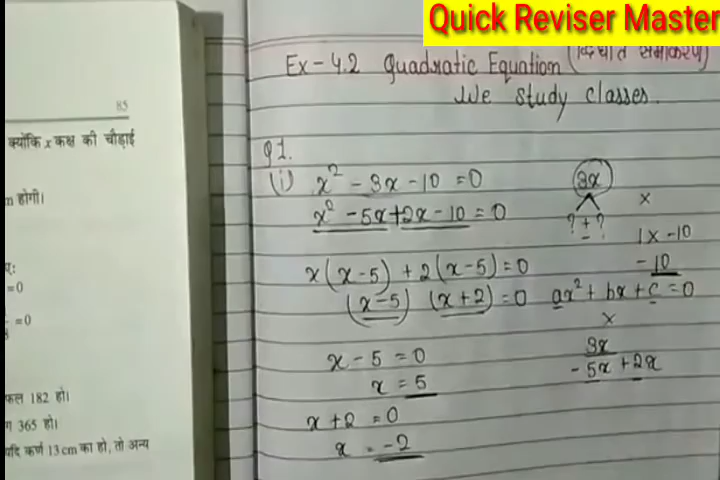 Quick Reviser Master
Ex-4.2 Quadratic Equation (द्विघात समीकरण)
We study classes.
85
क्योंकि x कक्ष की चौड़ाई
m होगी।
=0
=0
फल 182 हो।
365 हो।
यदि कर्ण 13 cm का हो, तो अन्य
Q1.
(i) x² - 3x - 10 = 0
x² - 5x + 2x - 10 = 0
x(x-5) + 2(x-5) = 0
(x-5) (x+2) = 0
x - 5 = 0
x = 5
x + 2 = 0
x = -2
3x
? ± ?
x
1 x -10
-10
ax² + bx + c = 0
x
3x
-5x + 2x